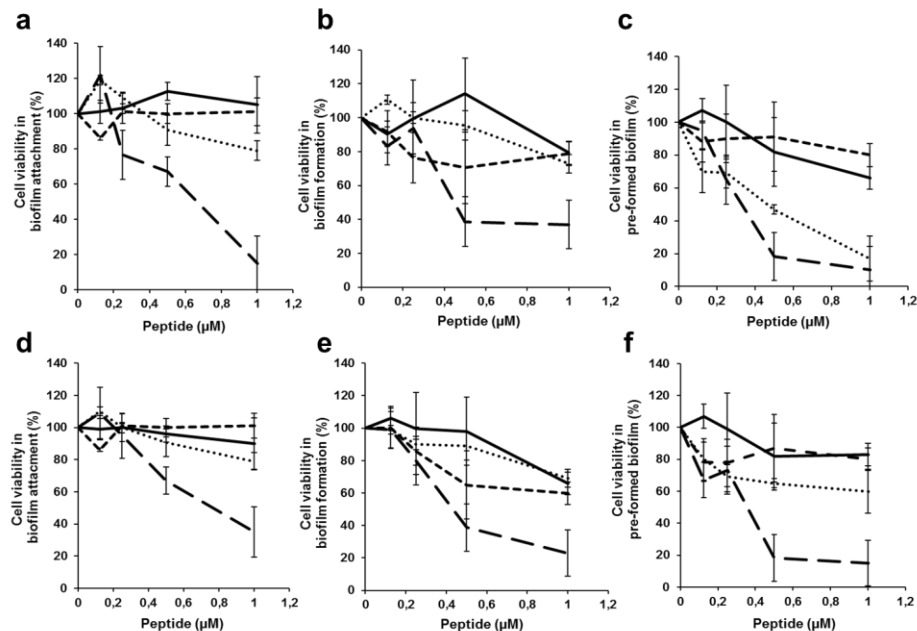 a
140
120
100
80
60
40
20
0
0 0,2 0,4 0,6 0,8 1 1,2
Cell viability in
biofilm attachment (%)
Peptide (µM)
b
140
120
100
80
60
40
20
0
0 0,2 0,4 0,6 0,8 1 1,2
Cell viability in
biofilm formation (%)
Peptide (µM)
c
140
120
100
80
60
40
20
0
0 0,2 0,4 0,6 0,8 1 1,2
Cell viability in
pre-formed biofilm (%)
Peptide (µM)
d
140
120
100
80
60
40
20
0
0 0,2 0,4 0,6 0,8 1 1,2
Cell viability in
biofilm attacment (%)
Peptide (µM)
e
140
120
100
80
60
40
20
0
0 0,2 0,4 0,6 0,8 1 1,2
Cell viability in
biofilm formation (%)
Peptide (µM)
f
140
120
100
80
60
40
20
0
0 0,2 0,4 0,6 0,8 1 1,2
Cell viability in
pre-formed biofilm (%)
Peptide (µM)